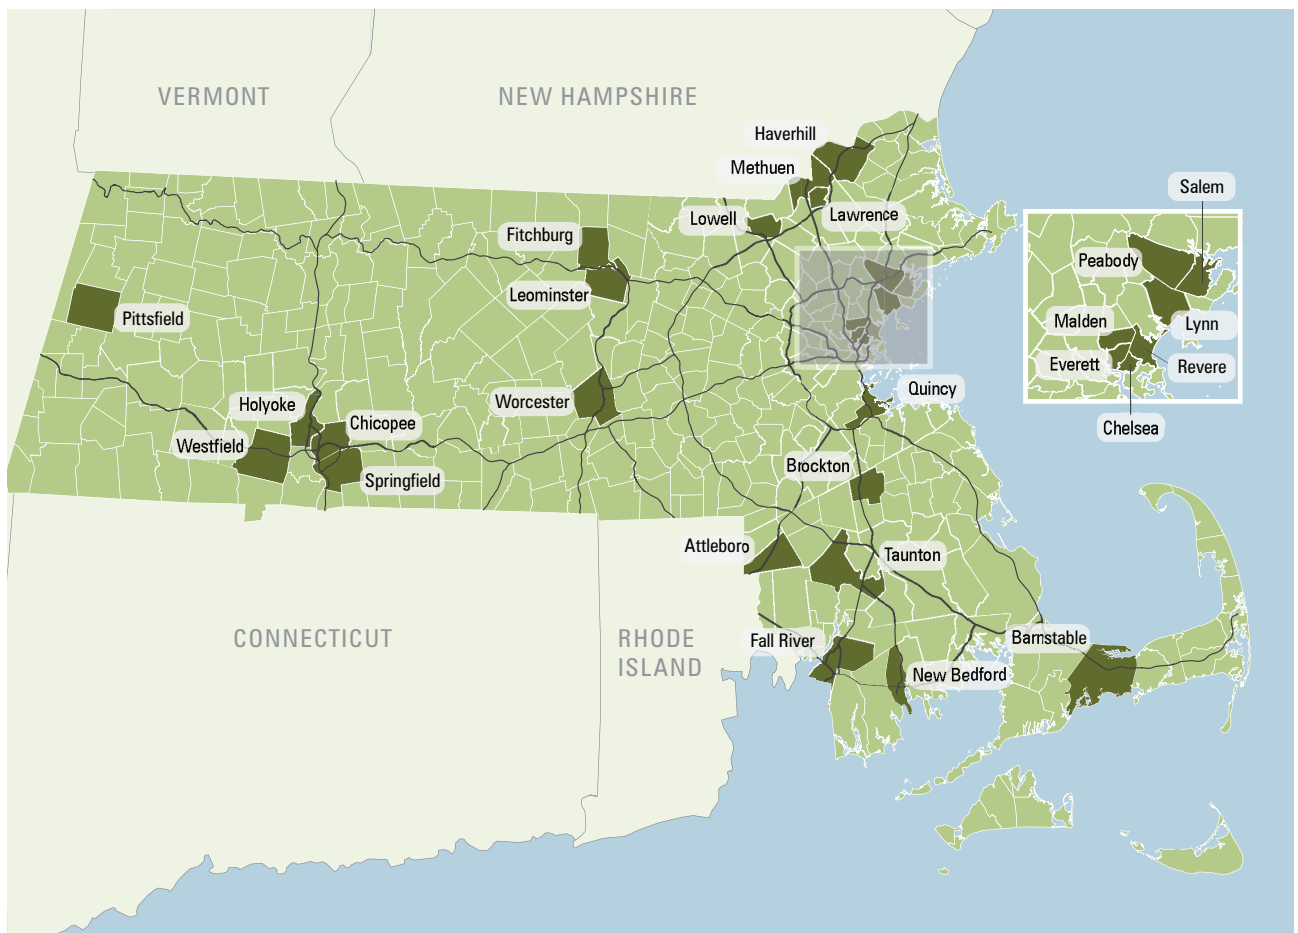 VERMONT
NEW HAMPSHIRE
Haverhill
Methuen
Salem
Lowell
Lawrence
Fitchburg
Peabody
Leominster
Pittsfield
Malden
Lynn
Everett
Revere
Quincy
Worcester
Holyoke
Chicopee
Chelsea
Westfield
Brockton
Springfield
Attleboro
Taunton
CONNECTICUT
RHODE
ISLAND
Fall River
Barnstable
New Bedford